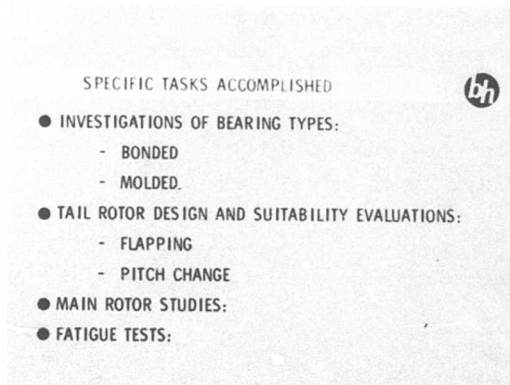 SPECIFIC TASKS ACCOMPLISHED
bh
● INVESTIGATIONS OF BEARING TYPES:
- BONDED
- MOLDED.
● TAIL ROTOR DESIGN AND SUITABILITY EVALUATIONS:
- FLAPPING
- PITCH CHANGE
● MAIN ROTOR STUDIES:
● FATIGUE TESTS: